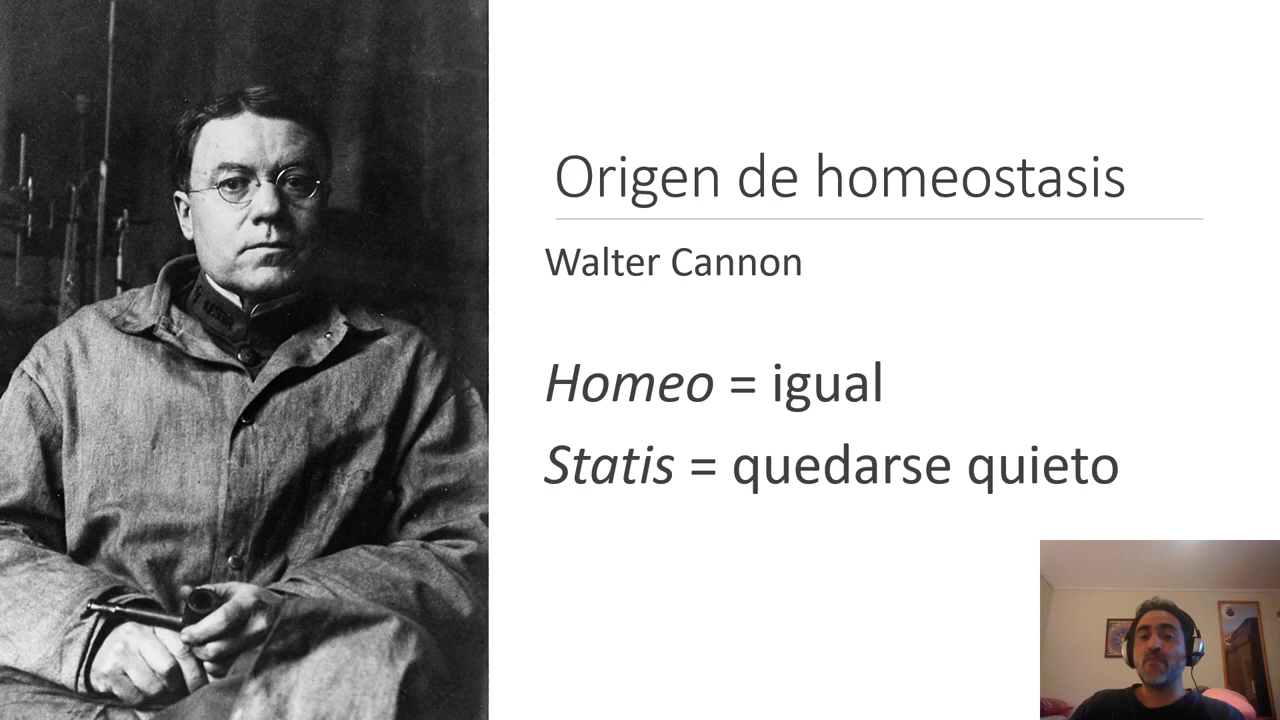 Origen de homeostasis
Walter Cannon
Homeo = igual
Statis = quedarse quieto